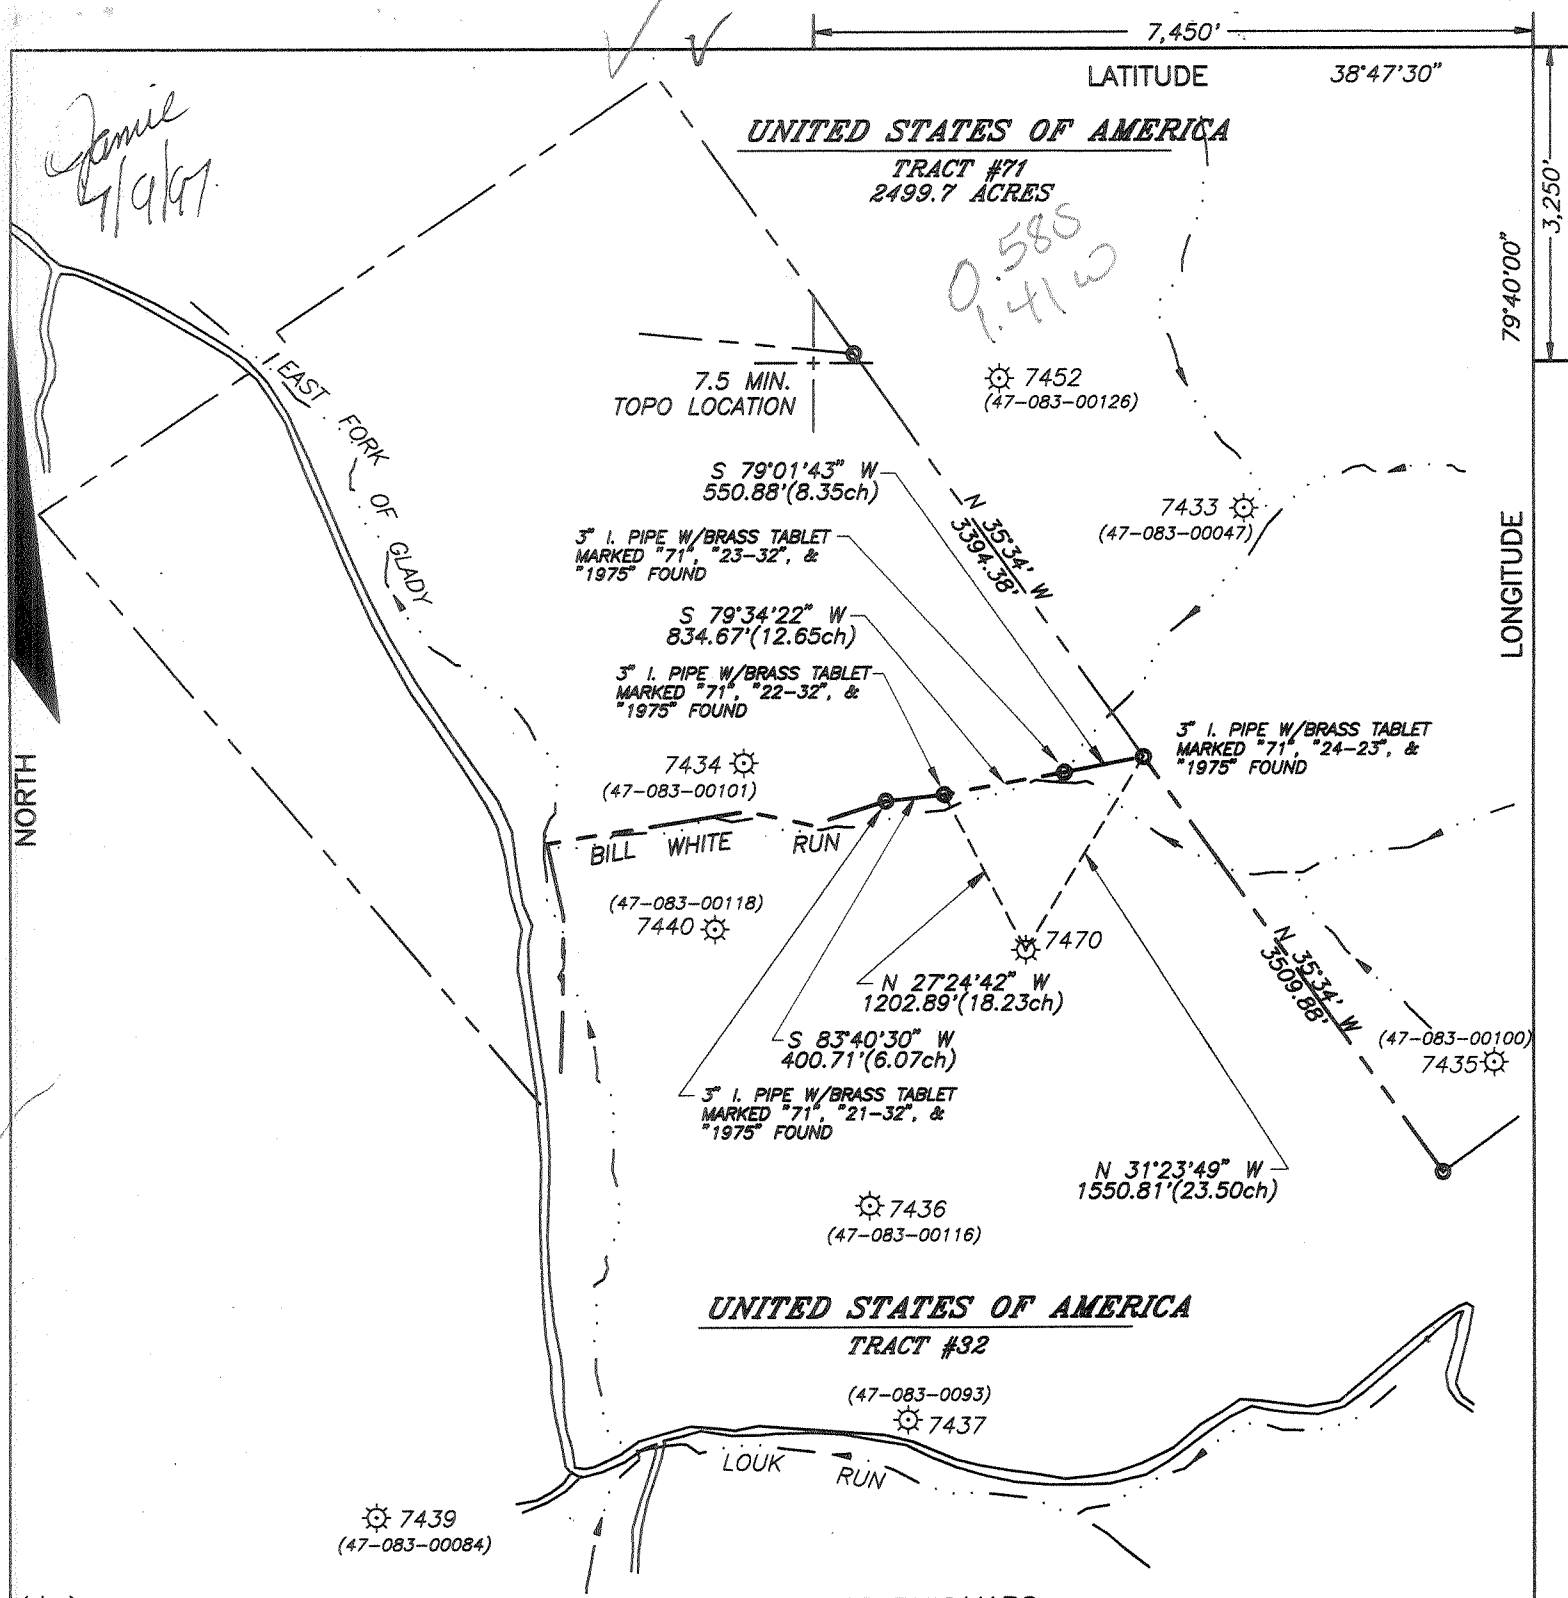 7,450'
LATITUDE 38°47'30"
Jamie
7/9/97
UNITED STATES OF AMERICA
TRACT #71
2499.7 ACRES
3,250'
0.58S
1.41W
79°40'00"
LONGITUDE
7.5 MIN.
TOPO LOCATION
7452
(47-083-00126)
EAST FORK OF GLADY
S 79°01'43" W
550.88'(8.35ch)
N 35°34' W
3394.38'
7433
(47-083-00047)
3" I. PIPE W/BRASS TABLET
MARKED "71", "23-32", &
"1975" FOUND
S 79°34'22" W
834.67'(12.65ch)
3" I. PIPE W/BRASS TABLET
MARKED "71", "22-32", &
"1975" FOUND
3" I. PIPE W/BRASS TABLET
MARKED "71", "24-23", &
"1975" FOUND
NORTH
7434
(47-083-00101)
BILL WHITE RUN
(47-083-00118)
7440
7470
N 27°24'42" W
1202.89'(18.23ch)
N 35°34' W
3509.88'
S 83°40'30" W
400.71'(6.07ch)
(47-083-00100)
7435
3" I. PIPE W/BRASS TABLET
MARKED "71", "21-32", &
"1975" FOUND
N 31°23'49" W
1550.81'(23.50ch)
7436
(47-083-00116)
UNITED STATES OF AMERICA
TRACT #32
(47-083-0093)
7437
LOUK RUN
7439
(47-083-00084)